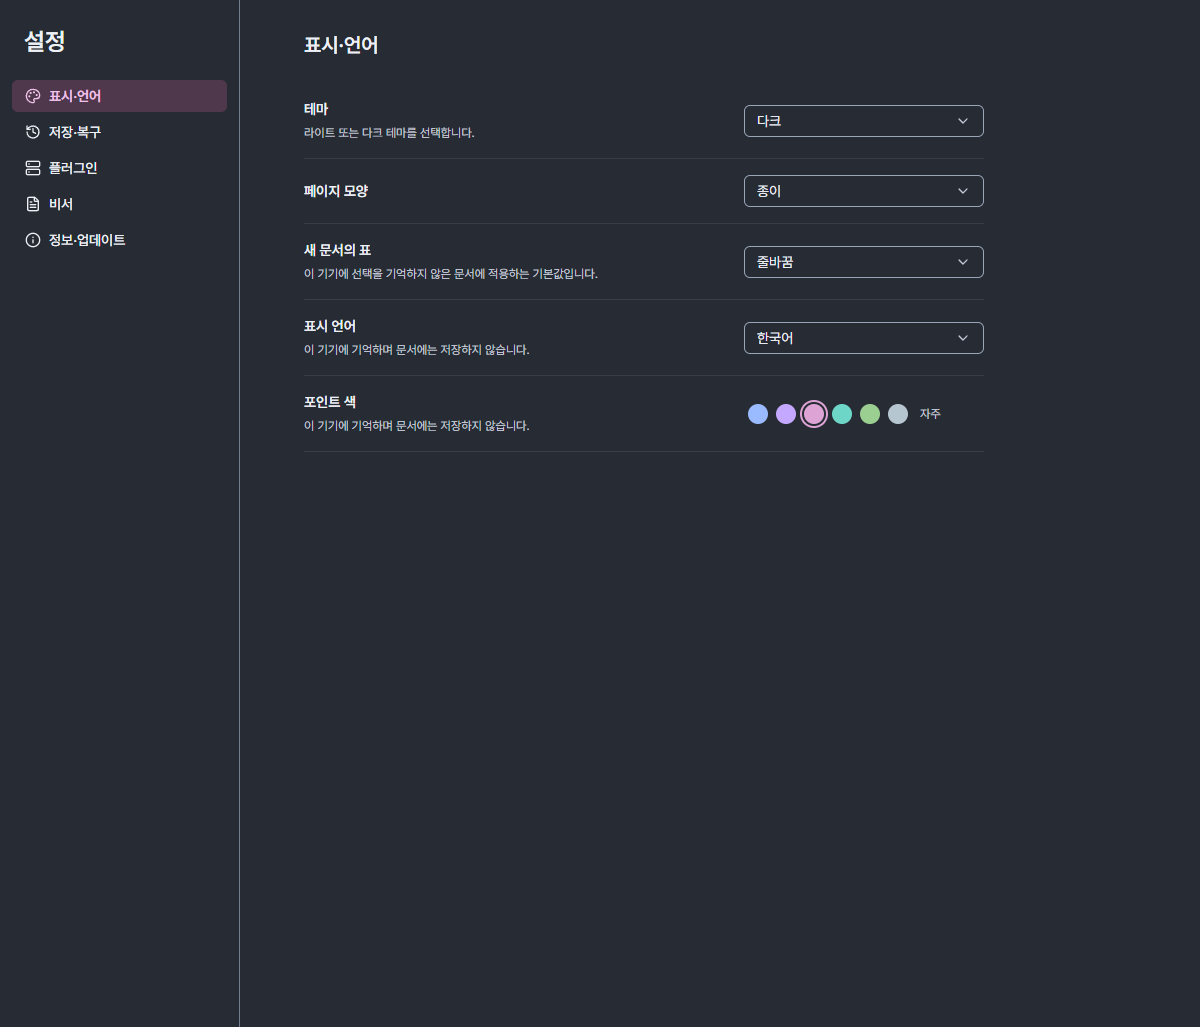 설정
표시·언어
저장·복구
플러그인
비서
정보·업데이트
표시·언어
테마
라이트 또는 다크 테마를 선택합니다.
다크
페이지 모양
종이
새 문서의 표
이 기기에 선택을 기억하지 않은 문서에 적용하는 기본값입니다.
줄바꿈
표시 언어
이 기기에 기억하며 문서에는 저장하지 않습니다.
한국어
포인트 색
이 기기에 기억하며 문서에는 저장하지 않습니다.
자주